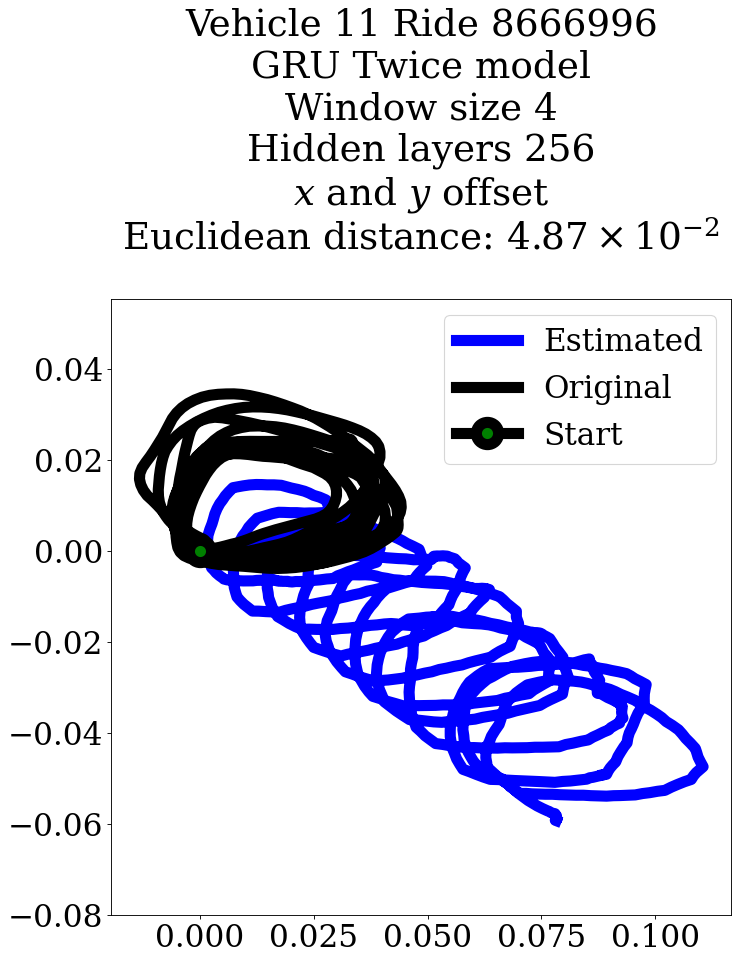 Vehicle 11 Ride 8666996
GRU Twice model
Window size 4
Hidden layers 256
x and y offset
Euclidean distance: 4.87 × 10⁻²
Estimated
Original
Start
0.04
0.02
0.00
−0.02
−0.04
−0.06
−0.08
0.000 0.025 0.050 0.075 0.100